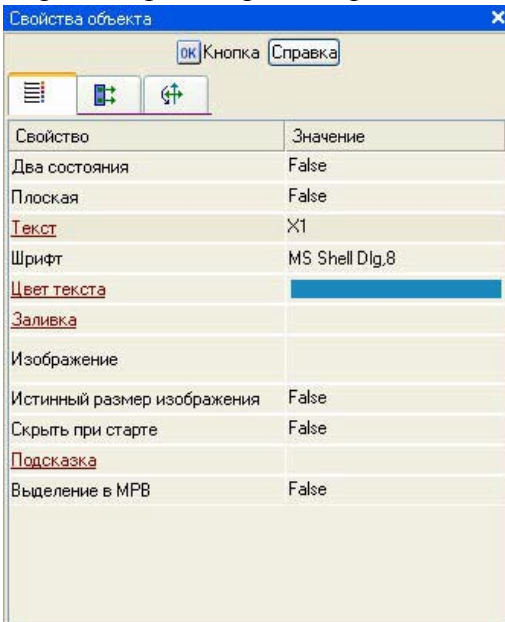 Свойства объекта
ок Кнопка Справка
Свойство Значение
Два состояния False
Плоская False
Текст X1
Шрифт MS Shell Dlg,8
Цвет текста
Заливка
Изображение
Истинный размер изображения False
Скрыть при старте False
Подсказка
Выделение в МРВ False